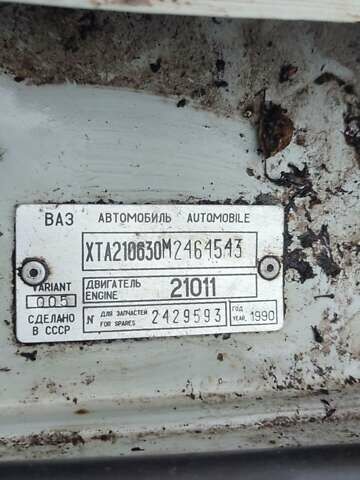 ВАЗ АВТОМОБИЛЬ AUTOMOBILE
XTA210630M2464543
VARIANT ДВИГАТЕЛЬ 21011
005 ENGINE
СДЕЛАНО N ДЛЯ ЗАПЧАСТЕЙ 2429593 ГОД 1990
В СССР FOR SPARES YEAR